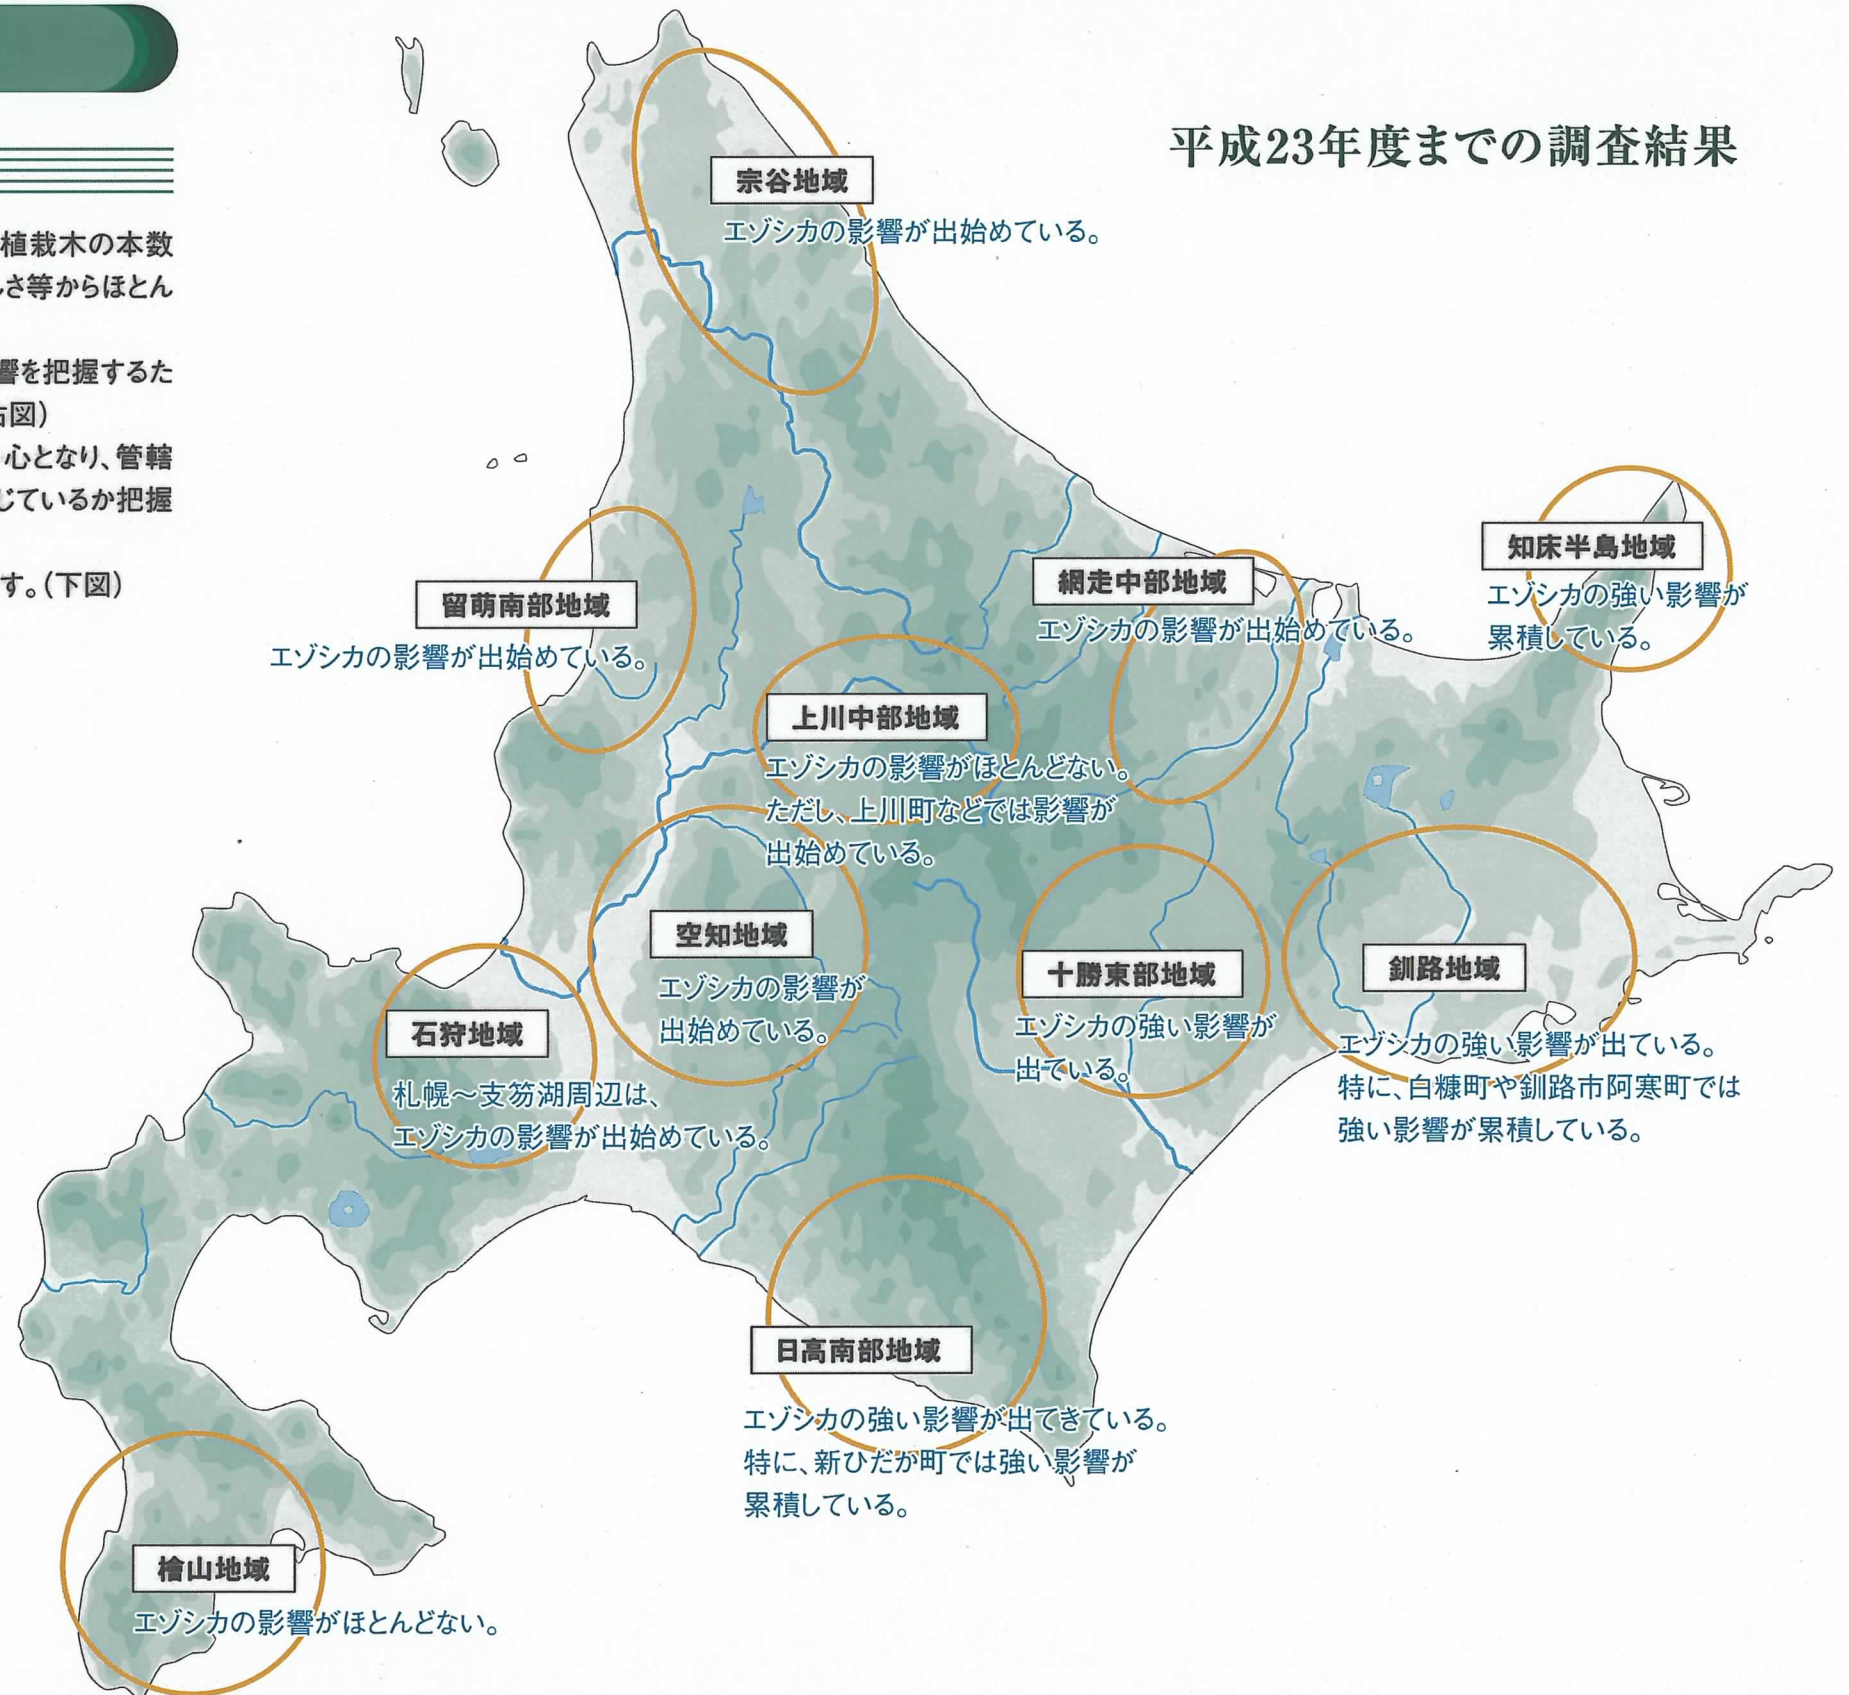 植栽木の本数
しさ等からほとん
響を把握するた
右図）
心となり、管轄
じているか把握
す。（下図）
平成23年度までの調査結果
宗谷地域
エゾシカの影響が出始めている。
知床半島地域
エゾシカの強い影響が
累積している。
網走中部地域
エゾシカの影響が出始めている。
留萌南部地域
エゾシカの影響が出始めている。
上川中部地域
エゾシカの影響がほとんどない。
ただし、上川町などでは影響が
出始めている。
空知地域
エゾシカの影響が
出始めている。
十勝東部地域
エゾシカの強い影響が
出ている。
釧路地域
エゾシカの強い影響が出ている。
特に、白糠町や釧路市阿寒町では
強い影響が累積している。
石狩地域
札幌～支笏湖周辺は、
エゾシカの影響が出始めている。
日高南部地域
エゾシカの強い影響が出てきている。
特に、新ひだか町では強い影響が
累積している。
檜山地域
エゾシカの影響がほとんどない。